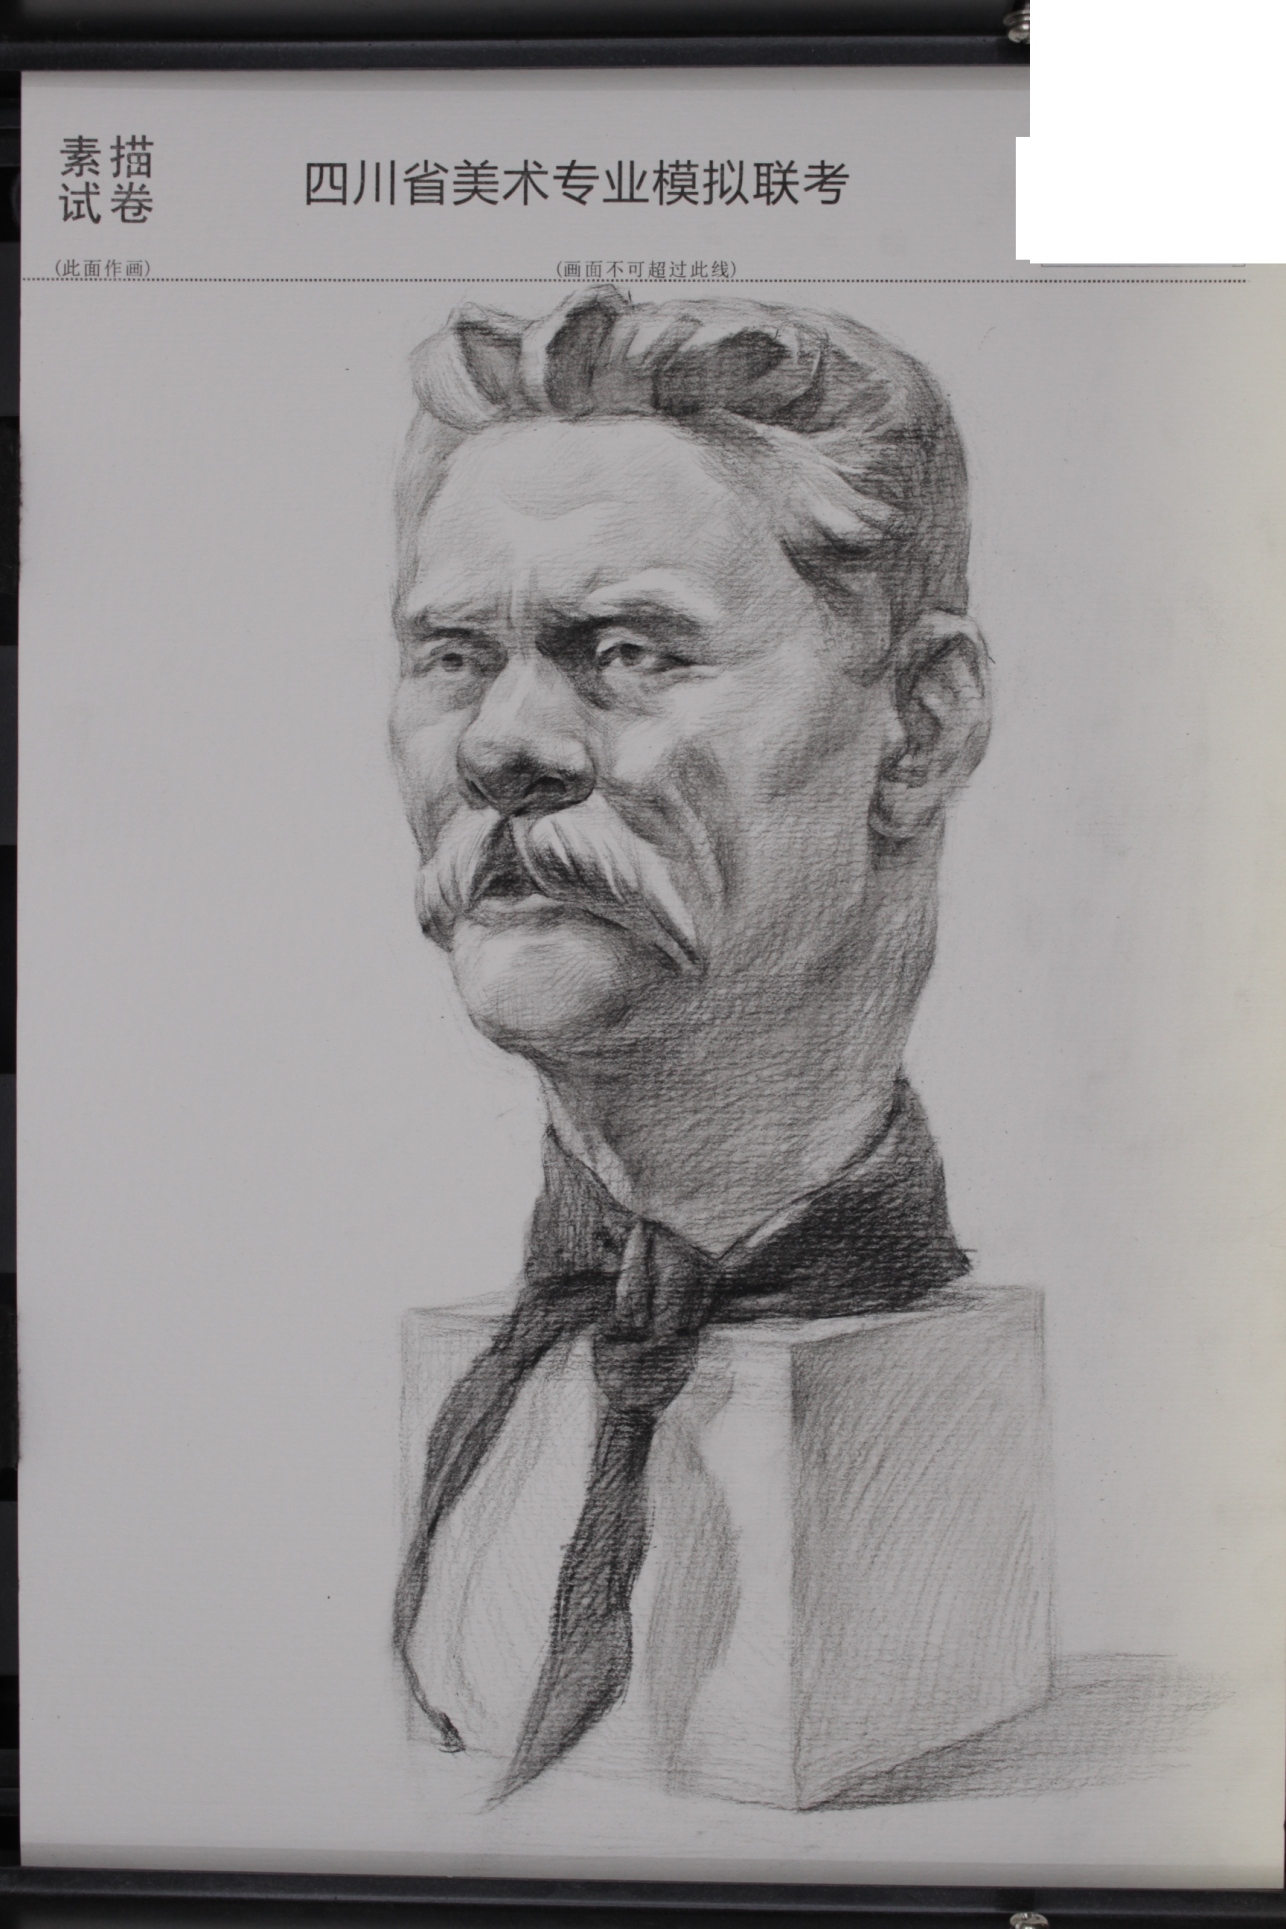 素描
试卷
四川省美术专业模拟联考
(此面作画)
(画面不可超过此线)